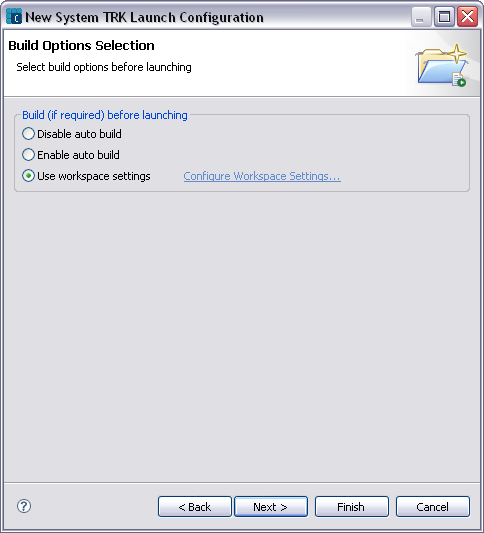 New System TRK Launch Configuration
Build Options Selection
Select build options before launching
Build (if required) before launching
Disable auto build
Enable auto build
Use workspace settings Configure Workspace Settings...
? < Back Next > Finish Cancel